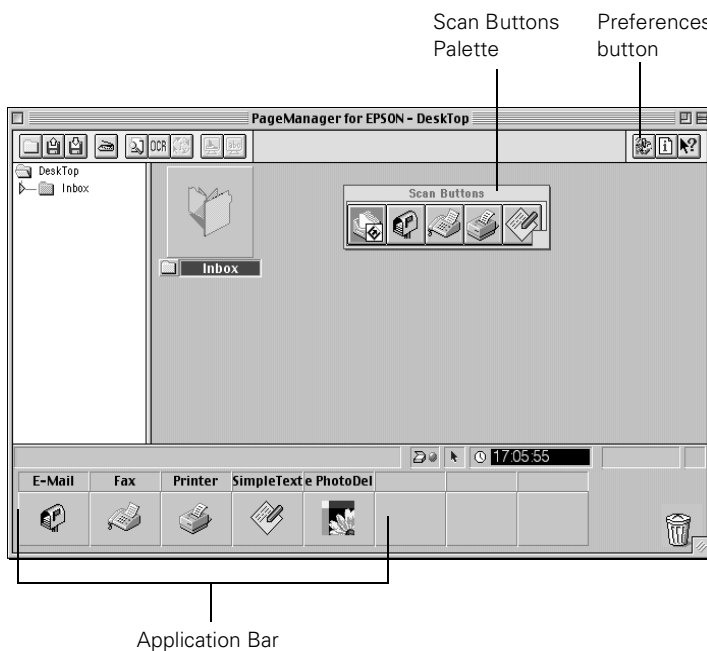 Scan Buttons
Palette
Preferences
button
PageManager for EPSON - DeskTop
OCR
?
DeskTop
Inbox
Scan Buttons
Inbox
17:05:55
E-Mail
Fax
Printer
SimpleText
e PhotoDel
Application Bar